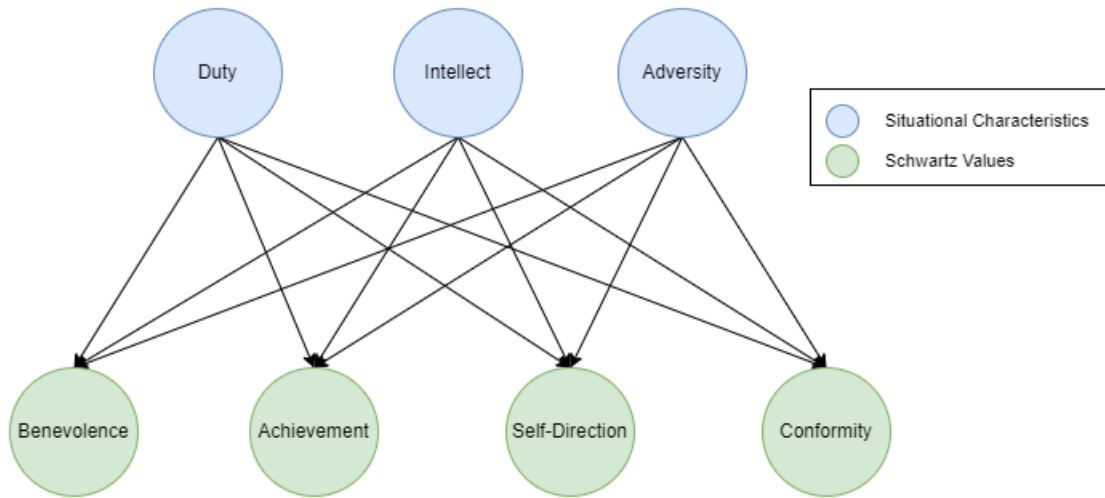 Duty
Intellect
Adversity
Situational Characteristics
Schwartz Values
Benevolence
Achievement
Self-Direction
Conformity